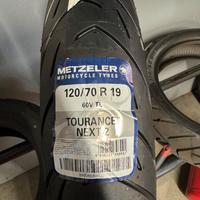 METZELER
MOTORCYCLE TYRES
120/70 R 19
60V TL
TOURANCE
NEXT 2